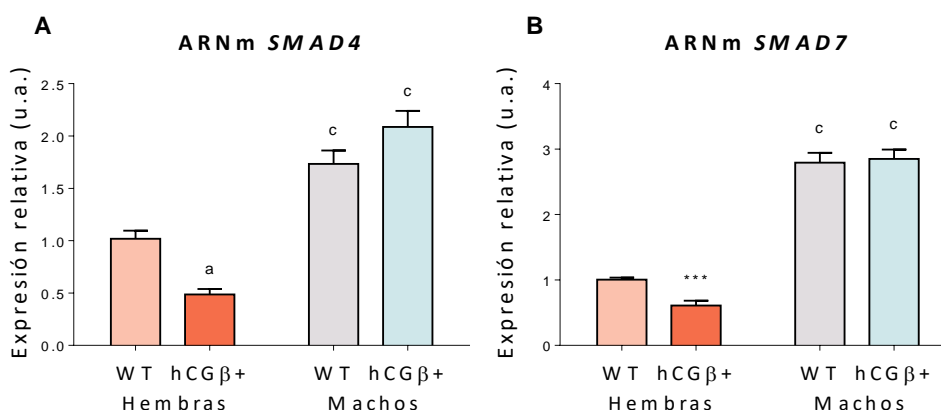 A
ARNm SMAD4
Expresión relativa (u.a.)
2.5
2.0
1.5
1.0
0.5
0.0
a
c
c
WT hCGβ+ WT hCGβ+
Hembras Machos
B
ARNm SMAD7
Expresión relativa (u.a.)
4
3
2
1
0
***
c
c
WT hCGβ+ WT hCGβ+
Hembras Machos